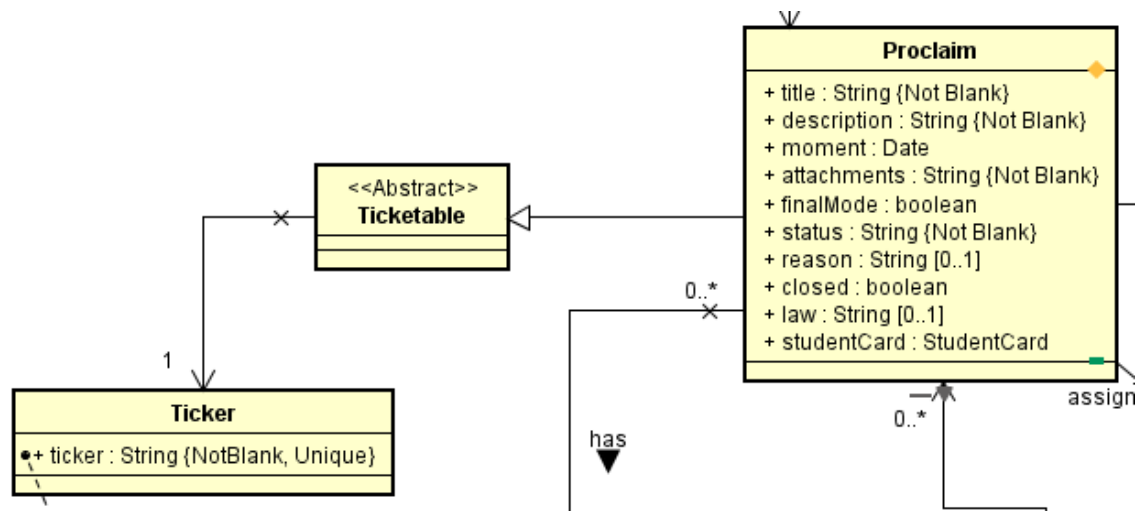 Proclaim
+ title : String {Not Blank}
+ description : String {Not Blank}
+ moment : Date
+ attachments : String {Not Blank}
+ finalMode : boolean
+ status : String {Not Blank}
+ reason : String [0..1]
+ closed : boolean
+ law : String [0..1]
+ studentCard : StudentCard
<<Abstract>>
Ticketable
0..*
1
Ticker
+ ticker : String {NotBlank, Unique}
has
0..*
assign